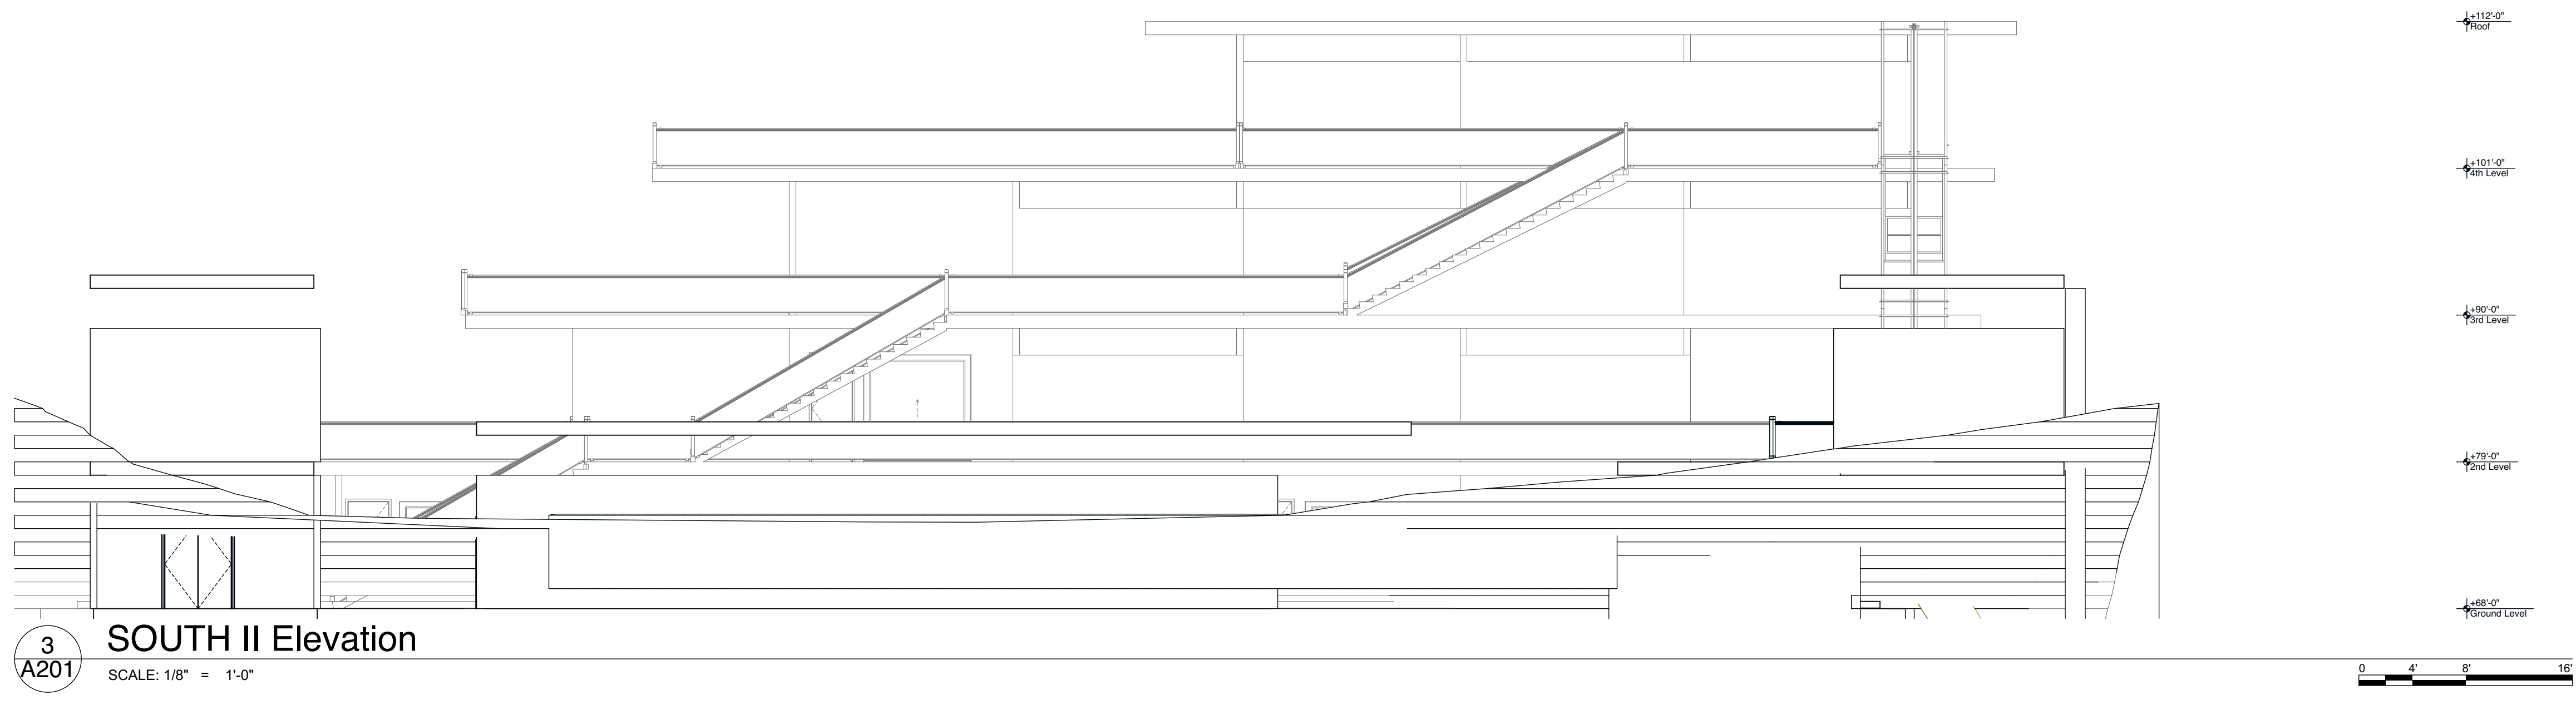 +112'-0"
Roof
+101'-0"
4th Level
+90'-0"
3rd Level
+79'-0"
2nd Level
+68'-0"
Ground Level
3
A201
SOUTH II Elevation
SCALE: 1/8" = 1'-0"
0 4' 8' 16'